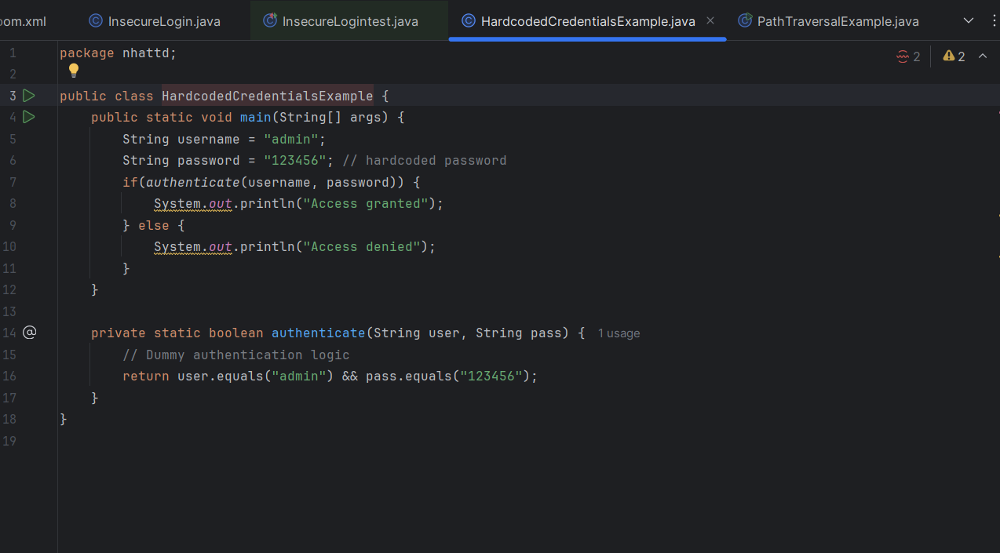 om.xml InsecureLogin.java InsecureLogintest.java HardcodedCredentialsExample.java PathTraversalExample.java
1 package nhattd; 2 2
2
3 public class HardcodedCredentialsExample {
4 public static void main(String[] args) {
5 String username = "admin";
6 String password = "123456"; // hardcoded password
7 if(authenticate(username, password)) {
8 System.out.println("Access granted");
9 } else {
10 System.out.println("Access denied");
11 }
12 }
13
14 @ private static boolean authenticate(String user, String pass) { 1 usage
15 // Dummy authentication logic
16 return user.equals("admin") && pass.equals("123456");
17 }
18 }
19